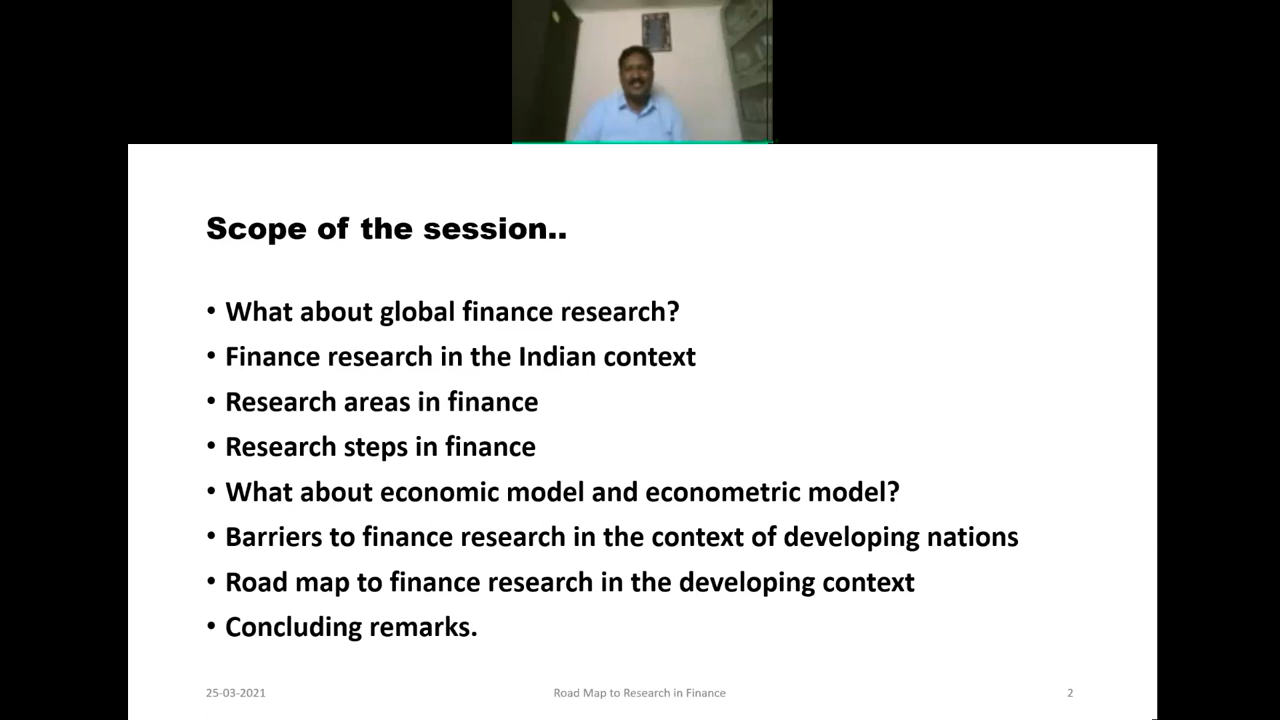 Scope of the session..
• What about global finance research?
• Finance research in the Indian context
• Research areas in finance
• Research steps in finance
• What about economic model and econometric model?
• Barriers to finance research in the context of developing nations
• Road map to finance research in the developing context
• Concluding remarks.
25-03-2021 Road Map to Research in Finance 2